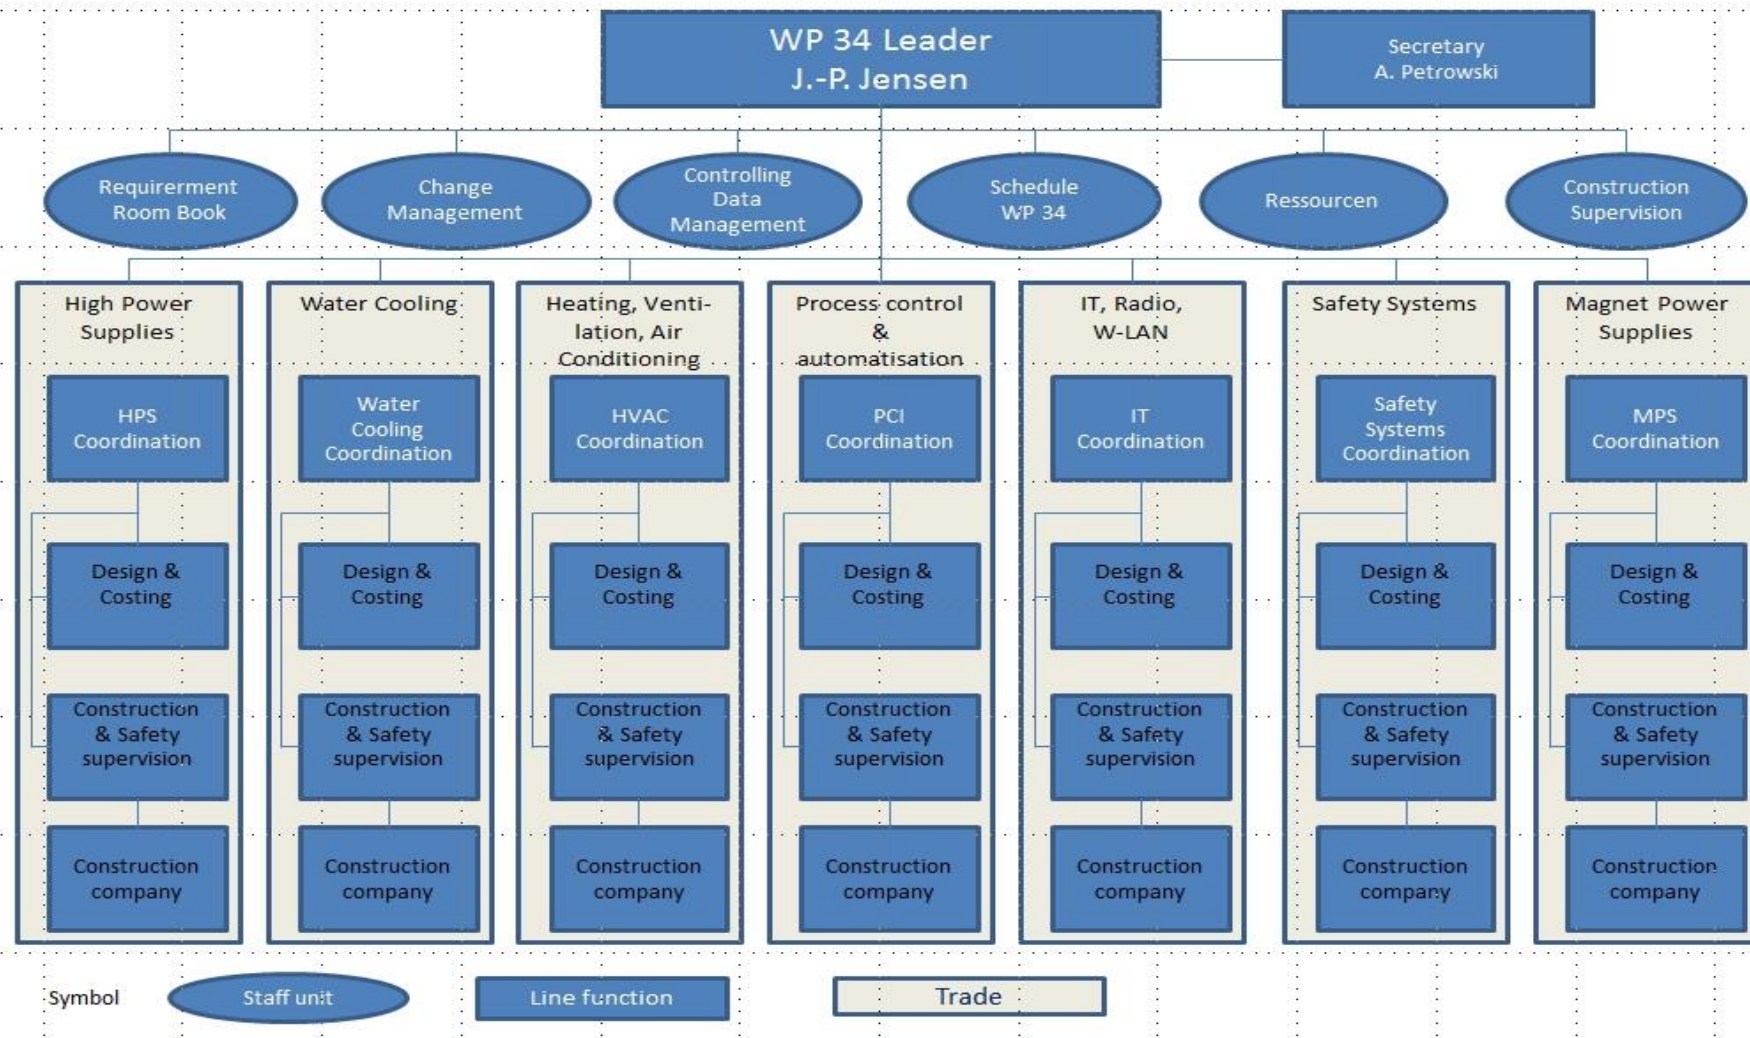 WP 34 Leader
J.-P. Jensen
Secretary
A. Petrowski
Requirerment
Room Book
Change
Management
Controlling
Data
Management
Schedule
WP 34
Ressourcen
Construction
Supervision
High Power
Supplies
Water Cooling
Heating, Venti-
lation, Air
Conditioning
Process control
&
automatisation
IT, Radio,
W-LAN
Safety Systems
Magnet Power
Supplies
HPS
Coordination
Water
Cooling
Coordination
HVAC
Coordination
PCI
Coordination
IT
Coordination
Safety
Systems
Coordination
MPS
Coordination
Design &
Costing
Design &
Costing
Design &
Costing
Design &
Costing
Design &
Costing
Design &
Costing
Design &
Costing
Construction
& Safety
supervision
Construction
& Safety
supervision
Construction
& Safety
supervision
Construction
& Safety
supervision
Construction
& Safety
supervision
Construction
& Safety
supervision
Construction
& Safety
supervision
Construction
company
Construction
company
Construction
company
Construction
company
Construction
company
Construction
company
Construction
company
Symbol
Staff unit
Line function
Trade